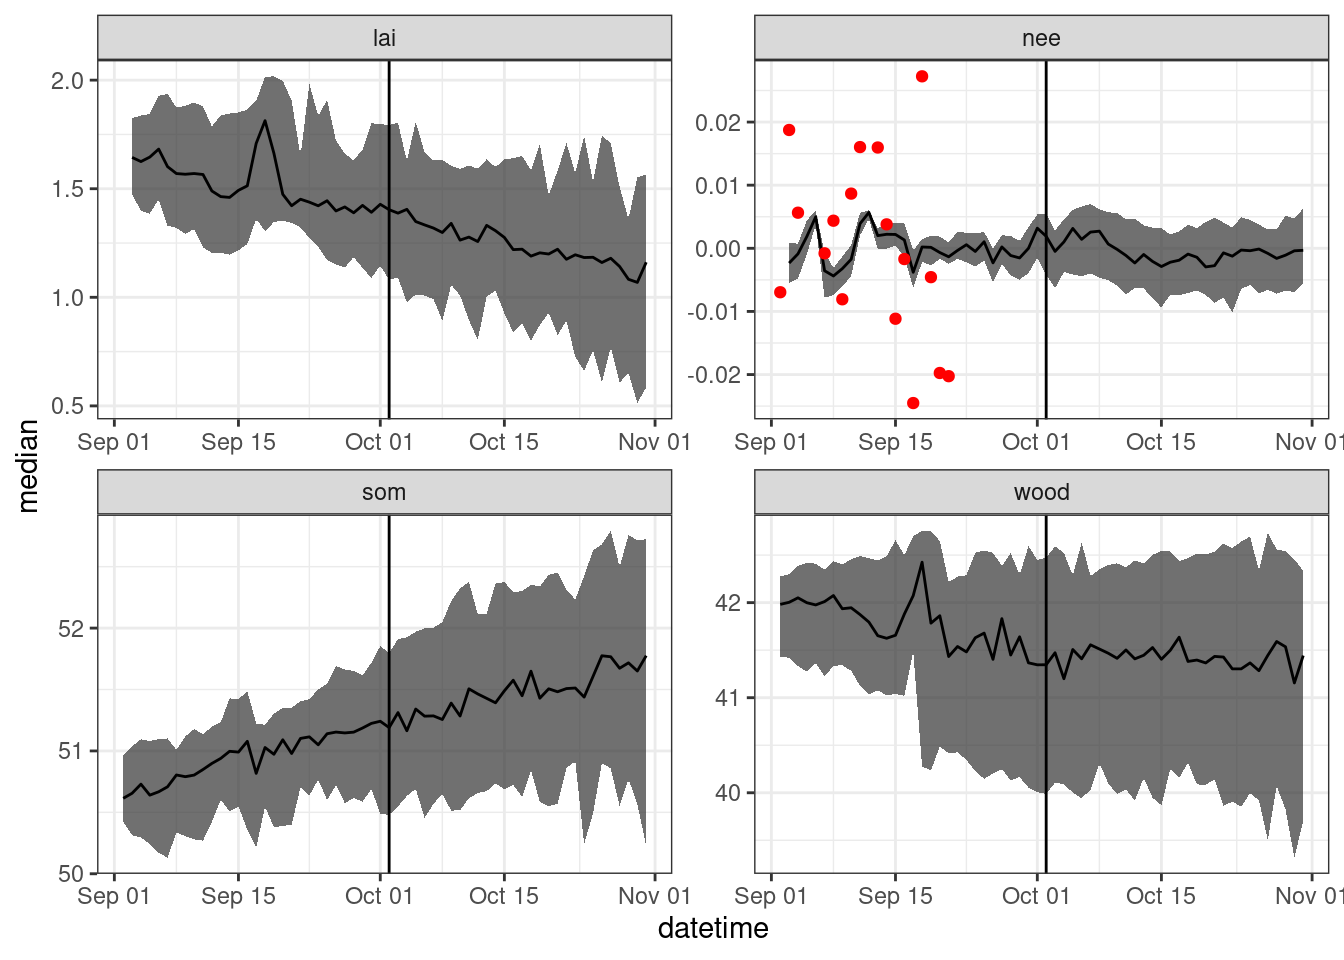 lai
nee
2.0
1.5
1.0
0.5
0.02
0.01
0.00
-0.01
-0.02
Sep 01 Sep 15 Oct 01 Oct 15 Nov 01
Sep 01 Sep 15 Oct 01 Oct 15 Nov 01
median
som
wood
52
51
50
42
41
40
Sep 01 Sep 15 Oct 01 Oct 15 Nov 01
Sep 01 Sep 15 Oct 01 Oct 15 Nov 01
datetime